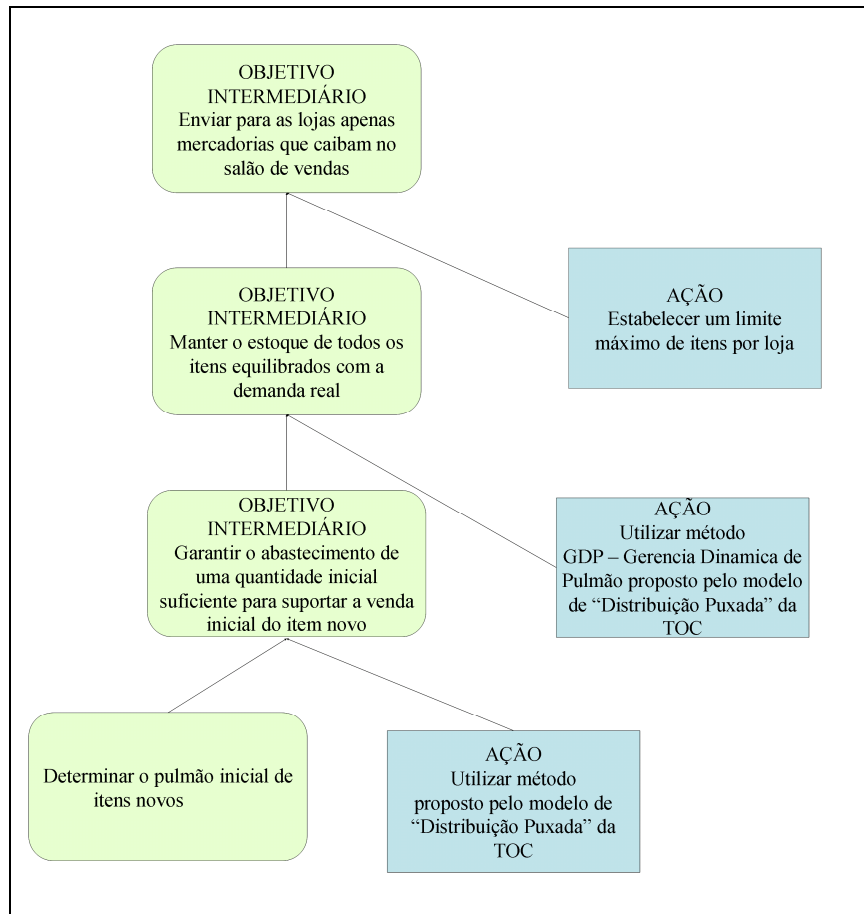 OBJETIVO
INTERMEDIÁRIO
Enviar para as lojas apenas
mercadorias que caibam no
salão de vendas
AÇÃO
Estabelecer um limite
máximo de itens por loja
OBJETIVO
INTERMEDIÁRIO
Manter o estoque de todos os
itens equilibrados com a
demanda real
OBJETIVO
INTERMEDIÁRIO
Garantir o abastecimento de
uma quantidade inicial
suficiente para suportar a venda
inicial do item novo
AÇÃO
Utilizar método
GDP – Gerencia Dinamica de
Pulmão proposto pelo modelo
de “Distribuição Puxada” da
TOC
Determinar o pulmão inicial de
itens novos
AÇÃO
Utilizar método
proposto pelo modelo de
“Distribuição Puxada” da
TOC